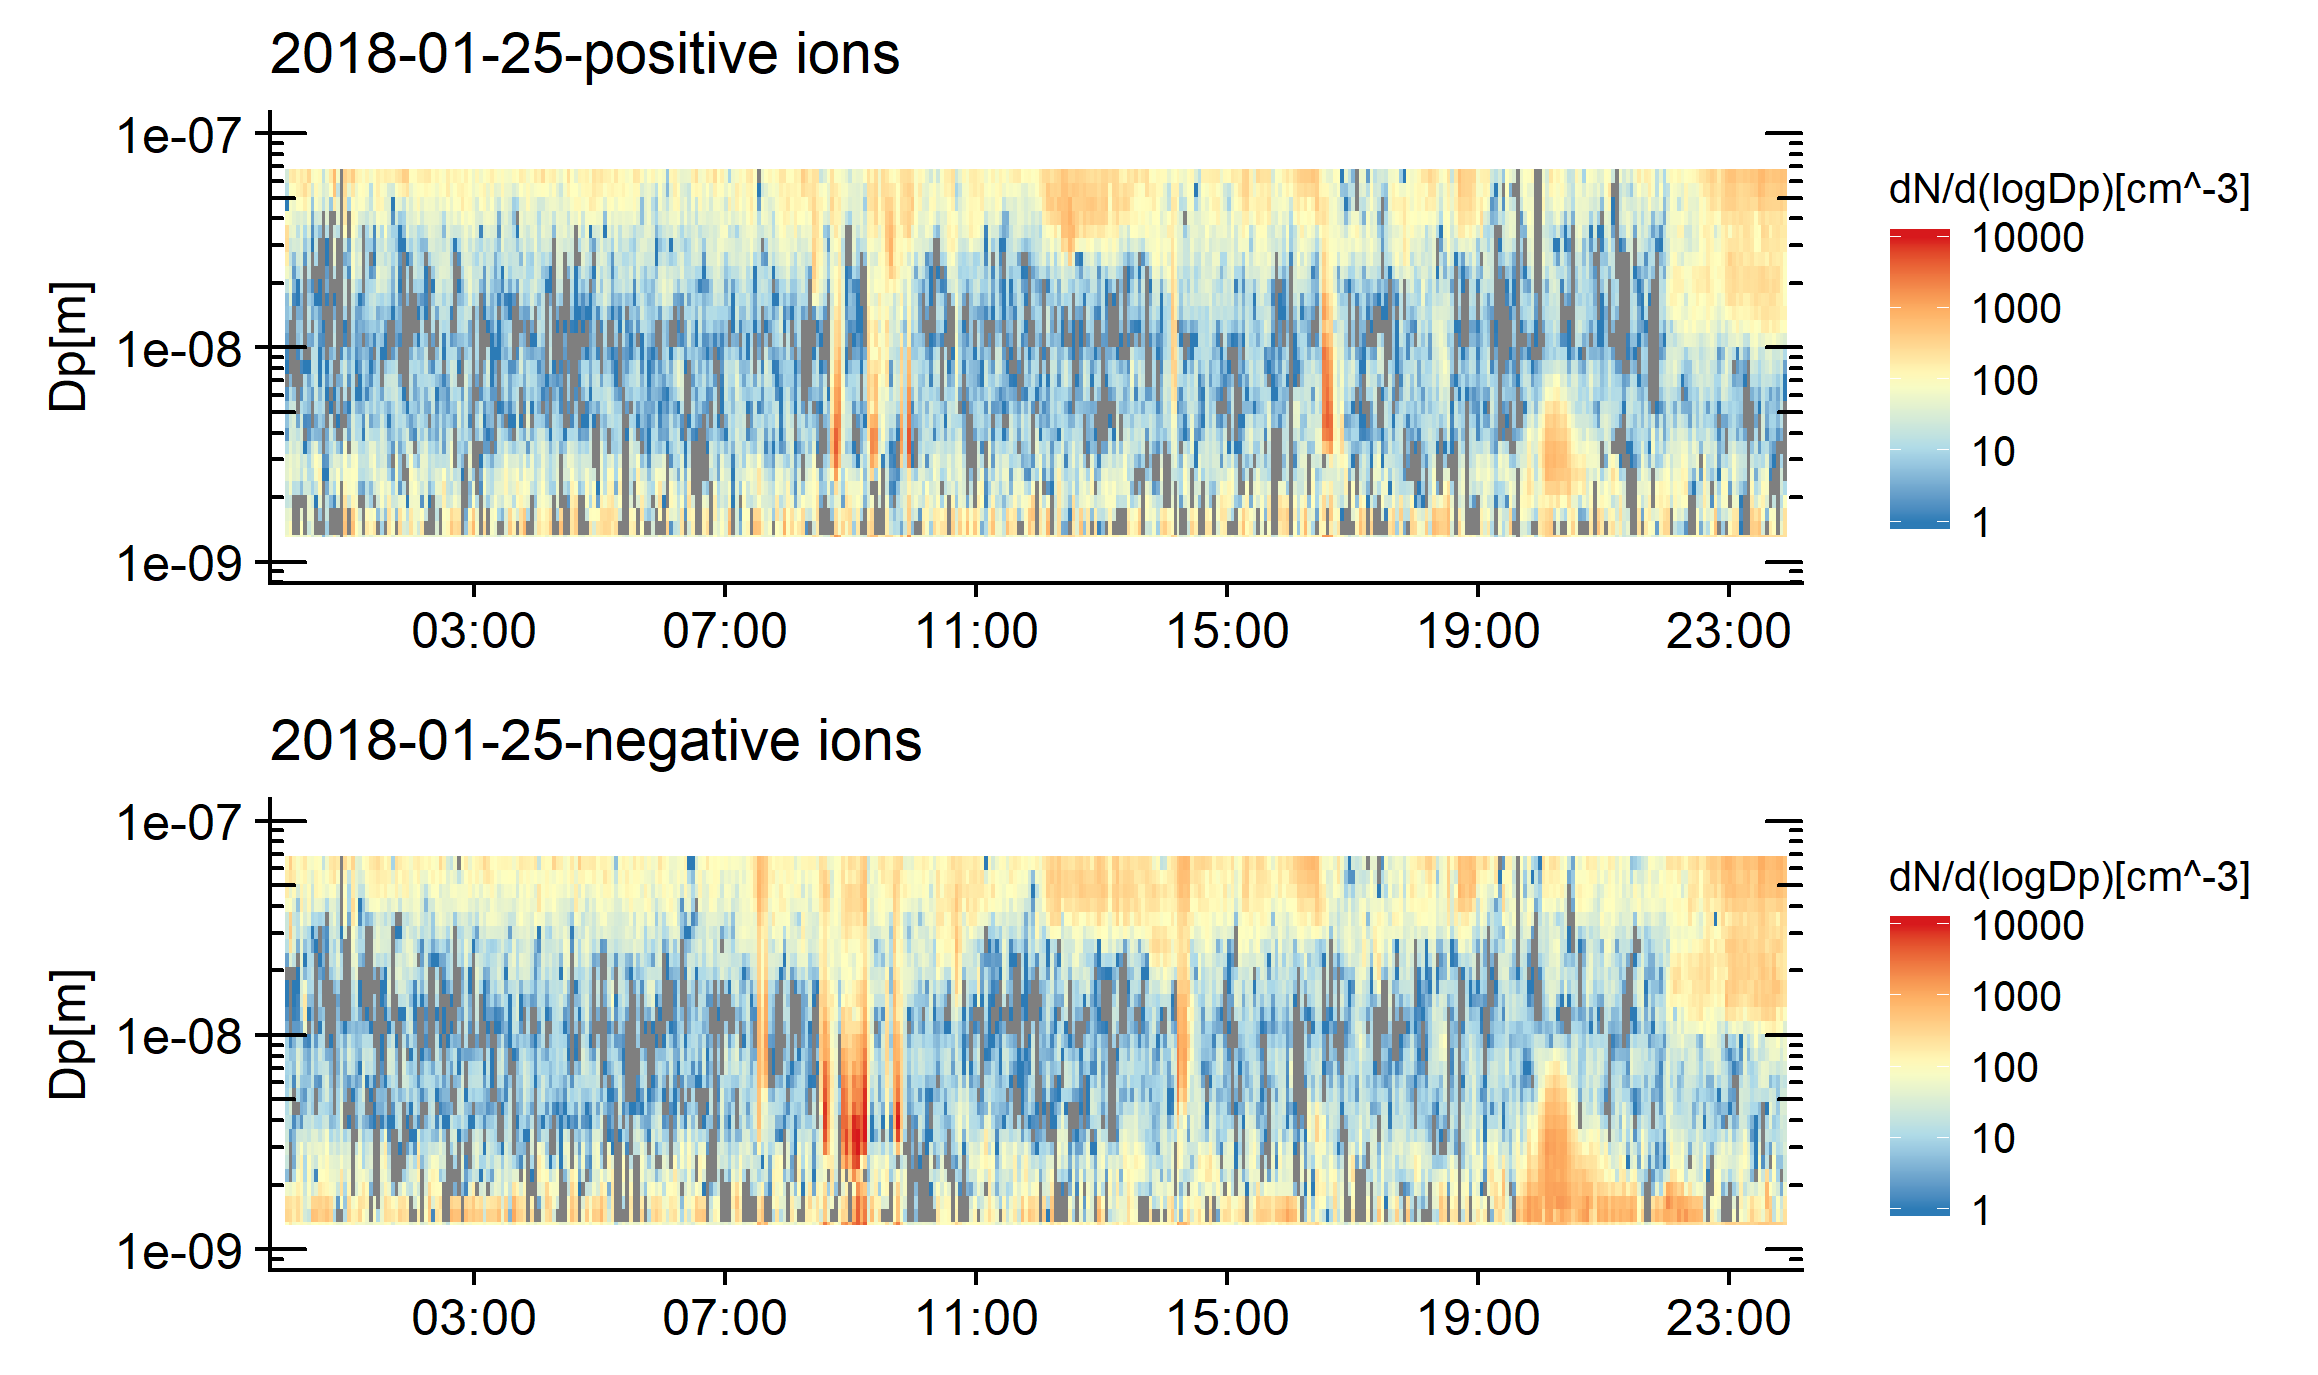 2018-01-25-positive ions
1e-07
1e-08
1e-09
Dp[m]
03:00 07:00 11:00 15:00 19:00 23:00
dN/d(logDp)[cm^-3]
10000
1000
100
10
1
2018-01-25-negative ions
1e-07
1e-08
1e-09
Dp[m]
03:00 07:00 11:00 15:00 19:00 23:00
dN/d(logDp)[cm^-3]
10000
1000
100
10
1